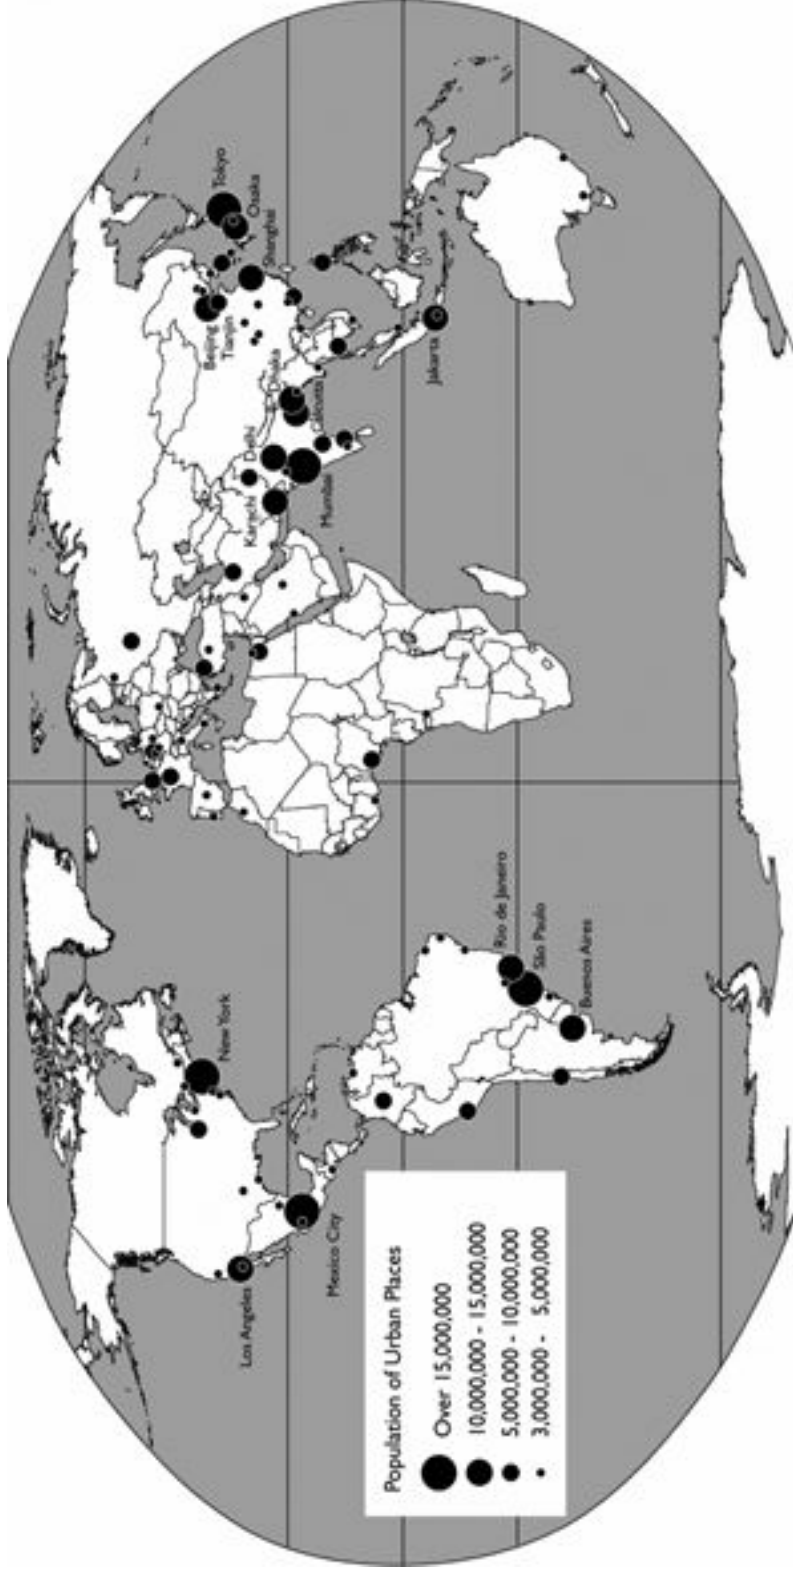 Los Angeles
Mexico City
New York
Rio de Janeiro
São Paulo
Buenos Aires
Karachi
Delhi
Mumbai
Calcutta
Dhaka
Beijing
Tianjin
Shanghai
Osaka
Tokyo
Jakarta
Population of Urban Places
Over 15,000,000
10,000,000 - 15,000,000
5,000,000 - 10,000,000
3,000,000 - 5,000,000